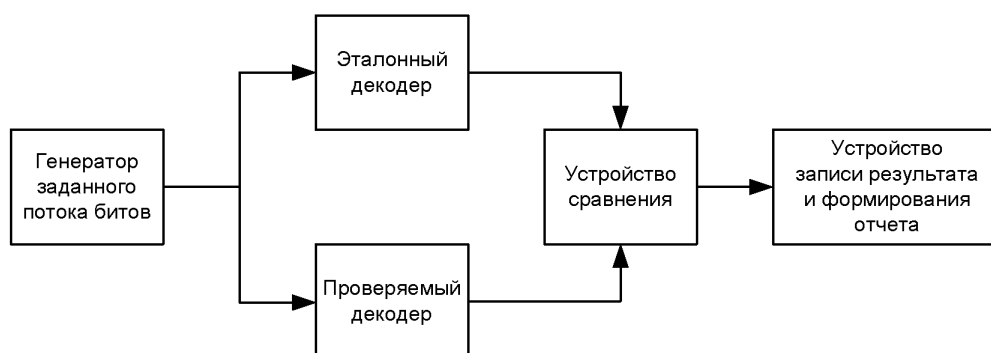 Эталонный
декодер
Генератор
заданного
потока битов
Устройство
сравнения
Устройство
записи результата
и формирования
отчета
Проверяемый
декодер